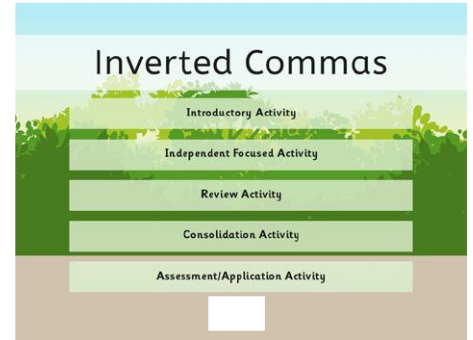 Inverted Commas
Introductory Activity
Independent Focused Activity
Review Activity
Consolidation Activity
Assessment/Application Activity